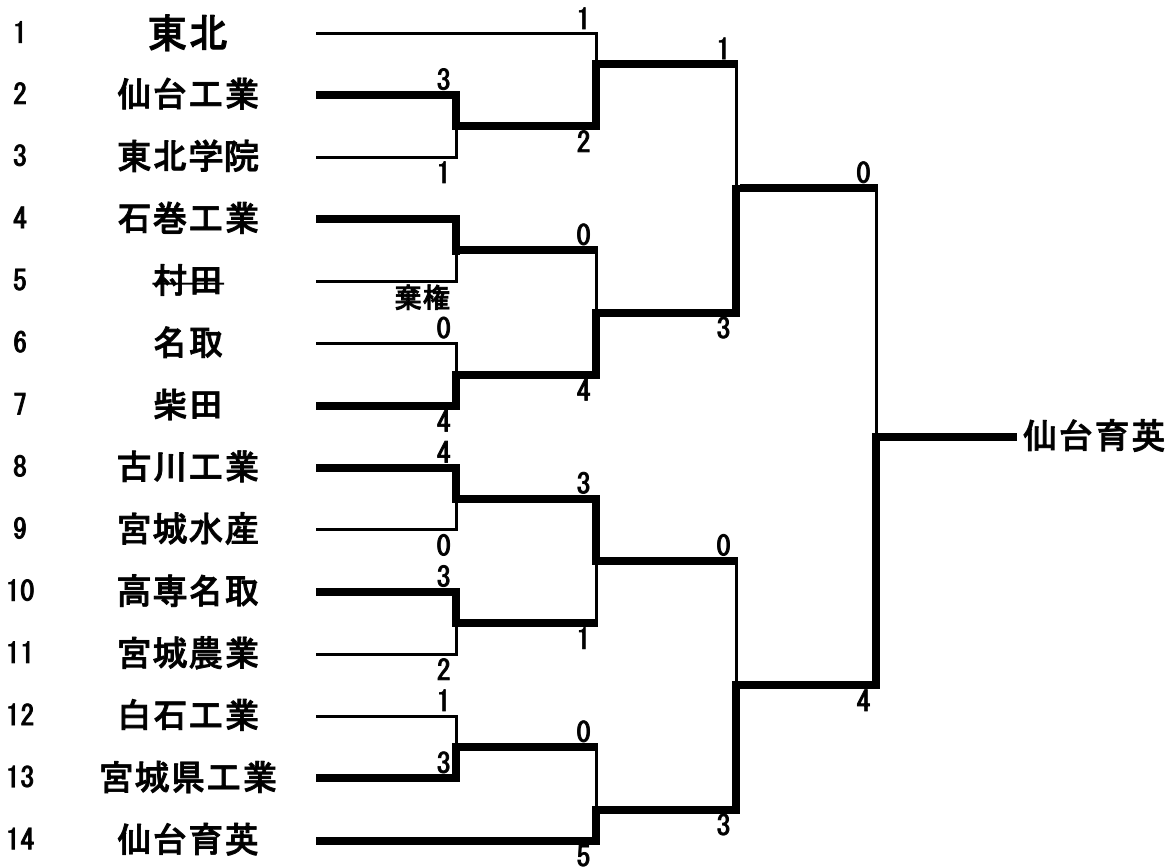 1 東北 1
1
2 仙台工業 3
2
3 東北学院 1
0
4 石巻工業 0
5 村田 棄権
3
6 名取 0
4
7 柴田 4
仙台育英
8 古川工業 4
3
9 宮城水産 0
0
10 高専名取 3
1
11 宮城農業 2
4
12 白石工業 1
0
13 宮城県工業 3
3
14 仙台育英 5